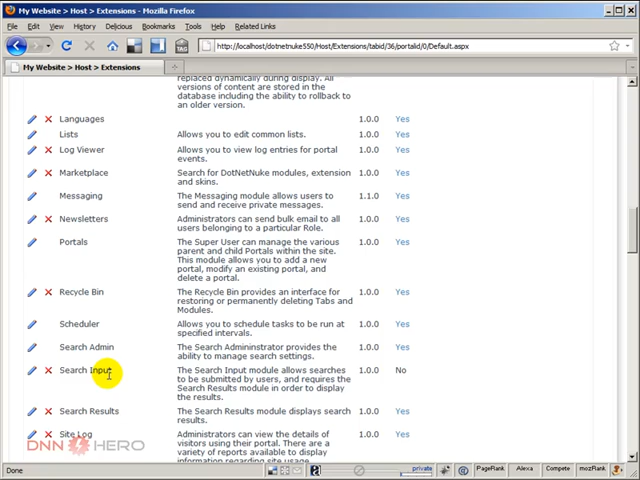 My Website > Host > Extensions - Mozilla Firefox
File Edit View History Delicious Bookmarks Tools Window Links Related Links
http://localhost/dotnetnuke550/Host/Extensions/tabid/36/portalid/0/Default.aspx
My Website > Host > Extensions
replaced dynamically during display. All
versions of content are stored in the
database including the ability to rollback to
an older version.
Languages 1.0.0 Yes
Lists Allows you to edit common lists. 1.0.0 Yes
Log Viewer Allows you to view log entries for portal 1.0.0 Yes
events.
Marketplace Search for DotNetNuke modules, extension 1.0.0 Yes
and skins.
Messaging The Messaging module allows users to 1.1.0 Yes
send and receive private messages.
Newsletters Administrators can send bulk email to all 1.0.0 Yes
users belonging to a particular Role.
Portals The Super User can manage the various 1.0.0 Yes
parent and child Portals within the site.
This module allows you to add a new
portal, modify an existing portal, and
delete a portal.
Recycle Bin The Recycle Bin provides an interface for 1.0.0 Yes
restoring or permanently deleting Tabs and
Modules.
Scheduler Allows you to schedule tasks to be run at 1.0.0 Yes
specified intervals.
Search Admin The Search Admininstrator provides the 1.0.0 Yes
ability to manage search settings.
Search Input The Search Input module allows searches 1.0.0 No
to be submitted by users, and requires the
Search Results module in order to display
the results.
Search Results The Search Results module displays search 1.0.0 Yes
results.
Site Log Administrators can view the details of 1.0.0 Yes
visitors using their portal. There are a
variety of reports available to display
information regarding site usage
DNN HERO
Done private PageRank Alexa Compete mozRank